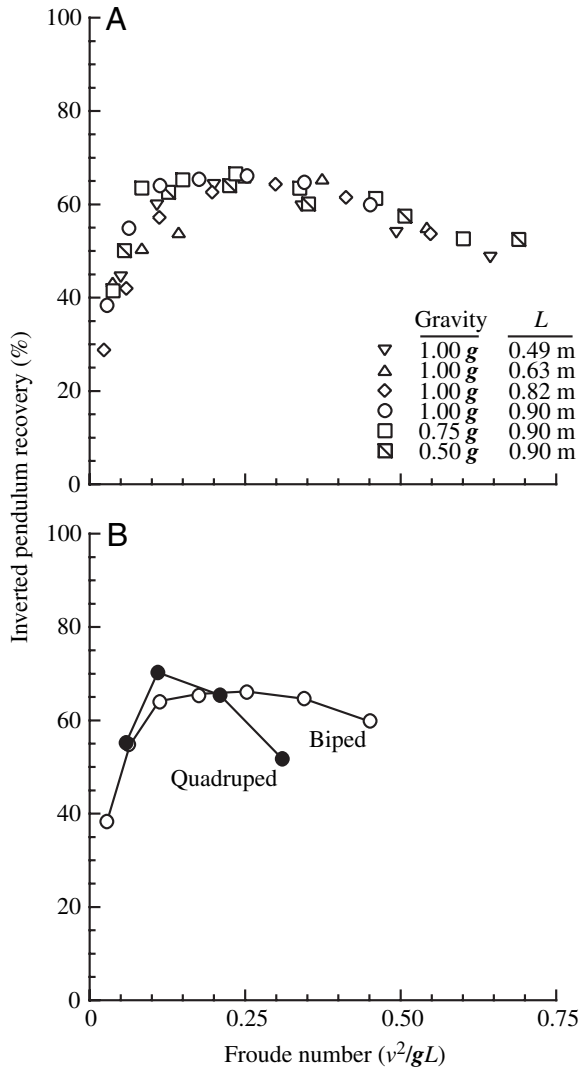 A
100
80
60
40
20
0
Gravity L
1.00 g 0.49 m
1.00 g 0.63 m
1.00 g 0.82 m
1.00 g 0.90 m
0.75 g 0.90 m
0.50 g 0.90 m
Inverted pendulum recovery (%)
B
100
80
60
40
20
0
Biped
Quadruped
0 0.25 0.50 0.75
Froude number (v²/gL)